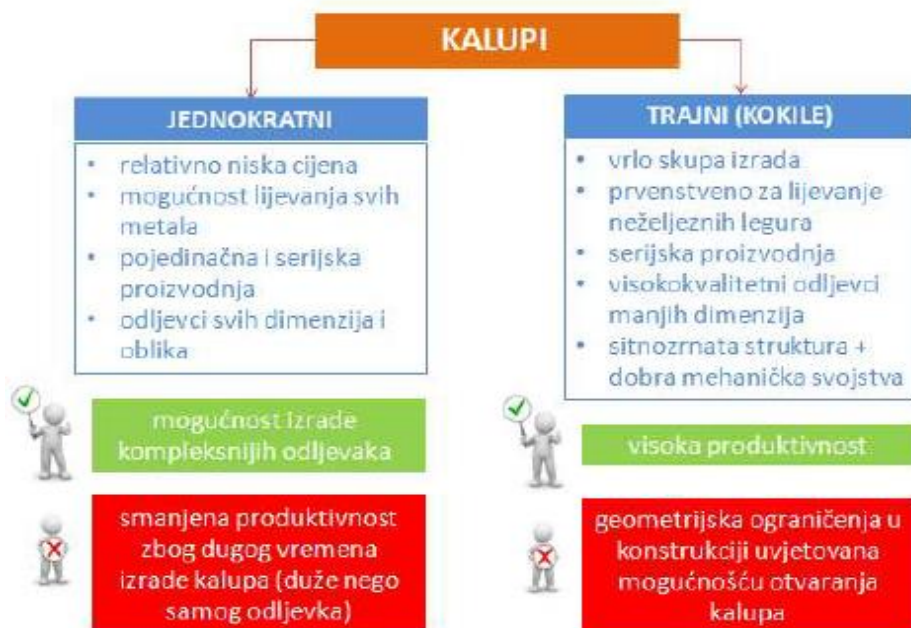 KALUPI
JEDNOKRATNI
• relativno niska cijena
• mogućnost lijevanja svih
metala
• pojedinačna i serijska
proizvodnja
• odljevci svih dimenzija i
oblika
mogućnost izrade
kompleksnijih odljevaka
smanjena produktivnost
zbog dugog vremena
izrade kalupa (duže nego
samog odljevka)
TRAJNI (KOKILE)
• vrlo skupa izrada
• prvenstveno za lijevanje
neželjeznih legura
• serijska proizvodnja
• visokokvalitetni odljevci
manjih dimenzija
• sitnozrnata struktura +
dobra mehanička svojstva
visoka produktivnost
geometrijska ograničenja u
konstrukciji uvjetovana
mogućnošću otvaranja
kalupa